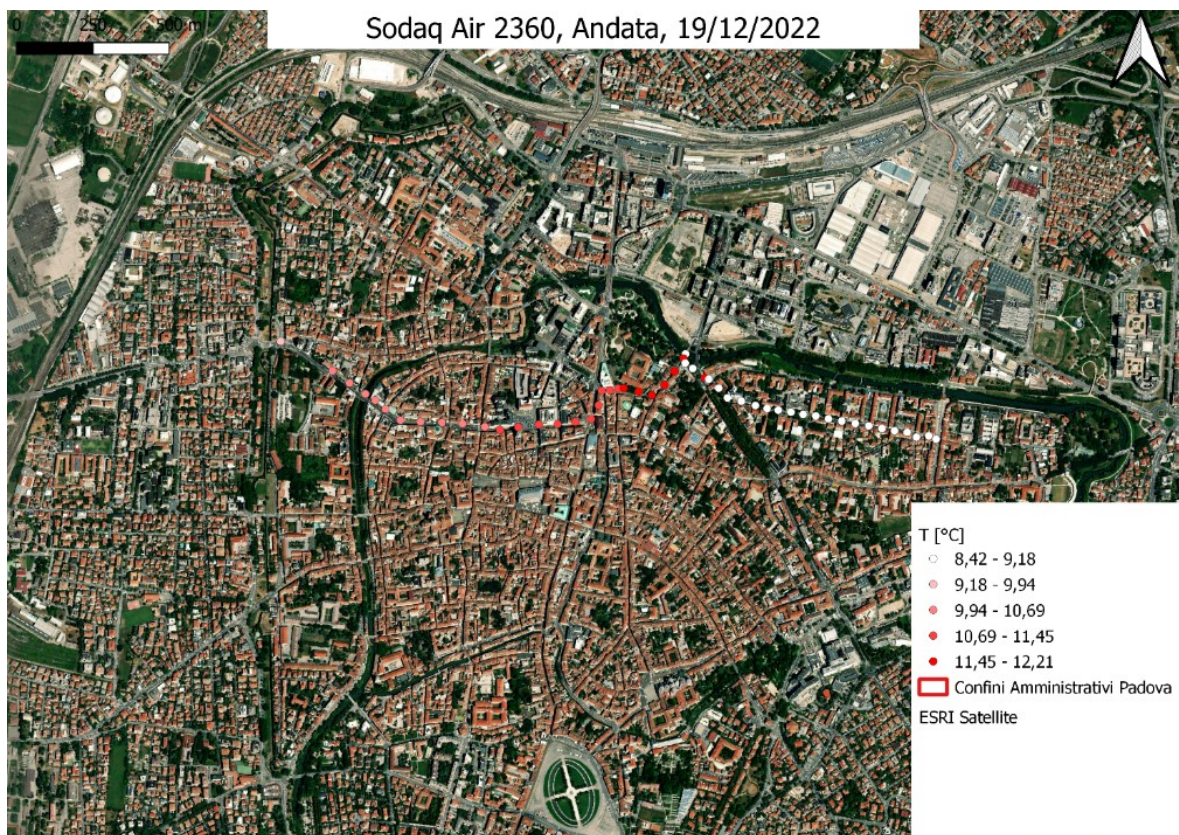 Sodaq Air 2360, Andata, 19/12/2022
0 250 500 m
T [°C]
8,42 - 9,18
9,18 - 9,94
9,94 - 10,69
10,69 - 11,45
11,45 - 12,21
Confini Amministrativi Padova
ESRI Satellite